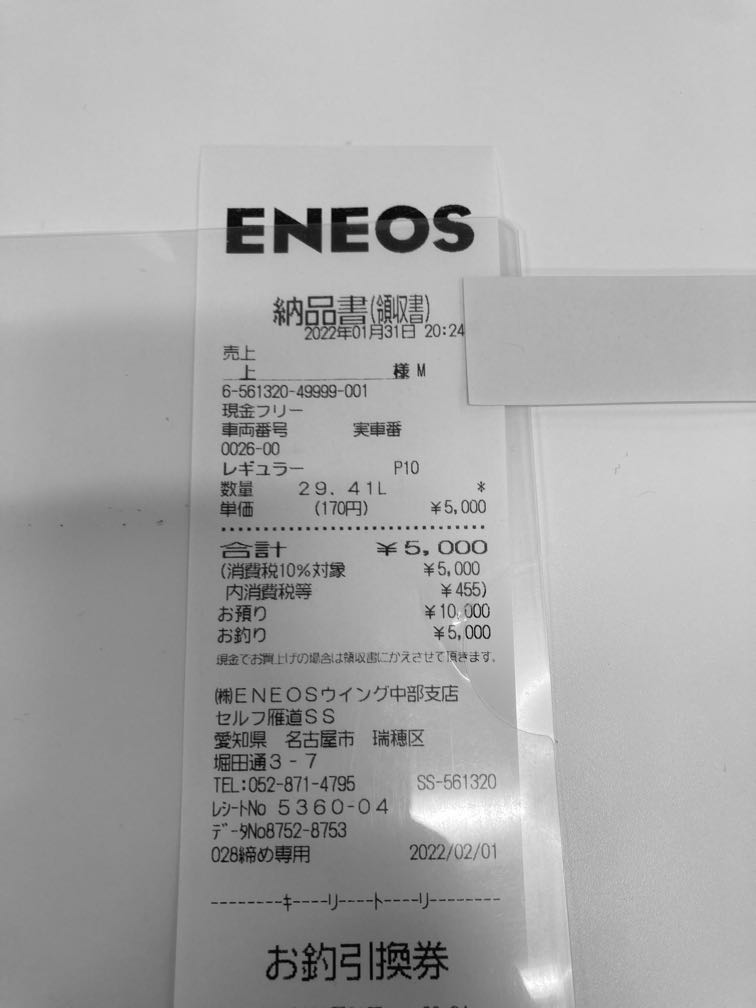 ENEOS
納品書(領収書)
2022年01月31日 20:24
売上
上 様 M
6-561320-49999-001
現金フリー
車両番号 実車番
0026-00
レギュラー P10
数量 29.41L *
単価 (170円) ¥5,000
合計 ¥5,000
(消費税10%対象 ¥5,000
内消費税等 ¥455)
お預り ¥10,000
お釣り ¥5,000
現金でお買上げの場合は領収書にかえさせて頂きます。
㈱ENEOSウイング中部支店
セルフ雁道SS
愛知県 名古屋市 瑞穂区
堀田通3-7
TEL:052-871-4795 SS-561320
レシートNo 5360-04
データNo8752-8753
028締め専用 2022/02/01
--------キ---リ---ト---リ--------
お釣引換券